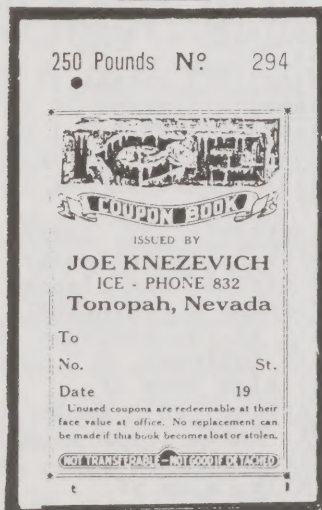 250 Pounds Nº 294
COUPON BOOK
ISSUED BY
JOE KNEZEVICH
ICE - PHONE 832
Tonopah, Nevada
To
No. St.
Date 19
Unused coupons are redeemable at their
face value at office. No replacement can
be made if this book becomes lost or stolen.
NOT TRANSFERABLE - NOT GOOD IF DETACHED